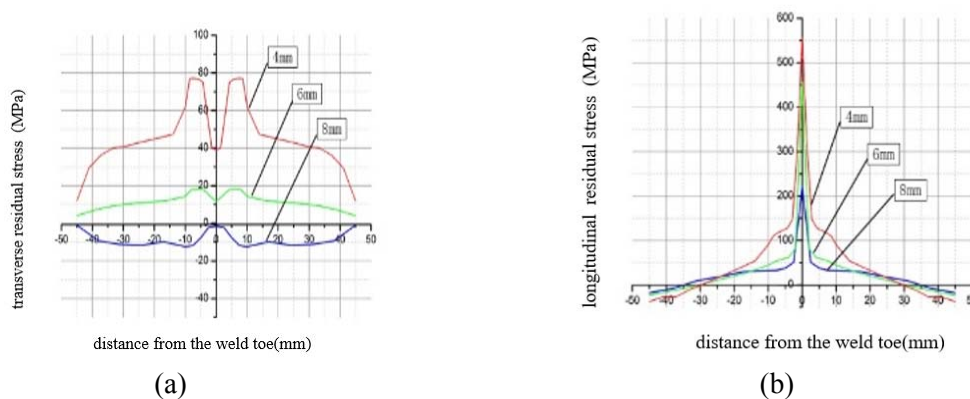 transverse residual stress (MPa)
100
80
60
40
20
0
-20
-40
-50 -40 -30 -20 -10 0 10 20 30 40 50
4mm
6mm
8mm
distance from the weld toe(mm)
(a)
longitudinal residual stress (MPa)
600
500
400
300
200
100
0
-50 -40 -30 -20 -10 0 10 20 30 40
4mm
6mm
8mm
distance from the weld toe(mm)
(b)